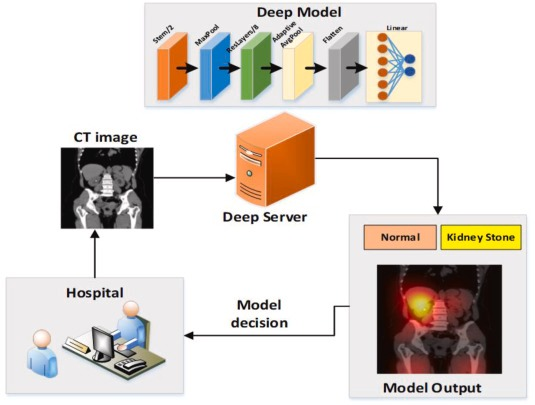 Deep Model
Stem/2
MaxPool
ResLayers/8
Adaptive
AvgPool
Flatten
Linear
CT image
Deep Server
Normal
Kidney Stone
Hospital
Model
decision
Model Output